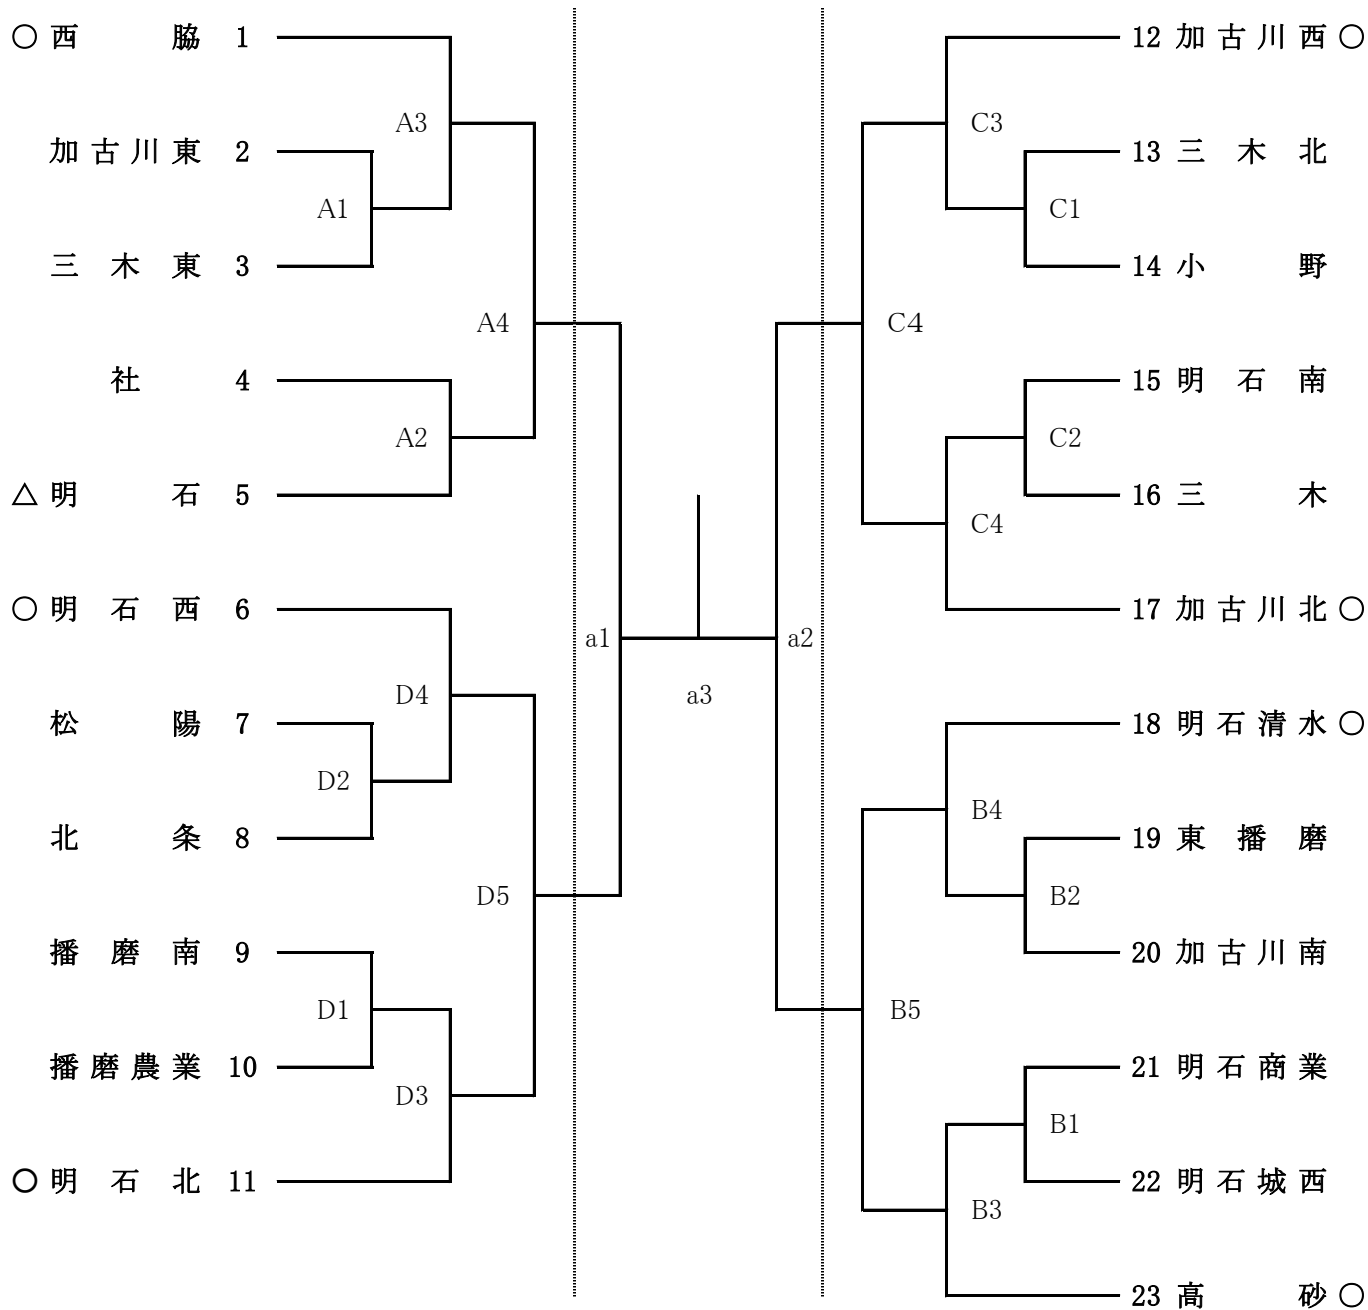 ○ 西脇 1
12 加古川西 ○
A3
C3
加古川東 2
13 三木北
A1
C1
三木東 3
14 小野
A4
C4
社 4
15 明石南
A2
C2
△ 明石 5
16 三木
C4
○ 明石西 6
17 加古川北 ○
a1
a2
D4
a3
松陽 7
18 明石清水 ○
D2
B4
北条 8
19 東播磨
D5
B2
播磨南 9
20 加古川南
D1
B5
播磨農業 10
21 明石商業
D3
B1
○ 明石北 11
22 明石城西
B3
23 高砂 ○